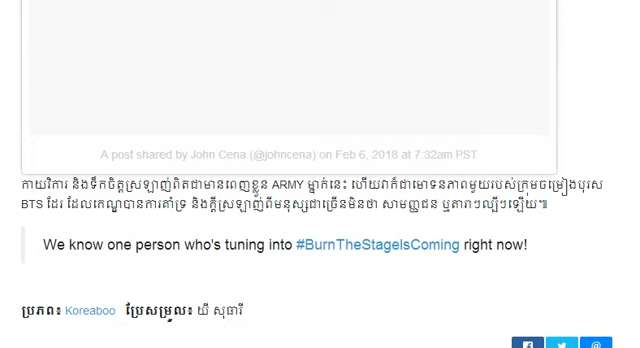 A post shared by John Cena (@johncena) on Feb 6, 2018 at 7:32am PST
កាយវិការ និងទឹកចិត្តស្រឡាញ់ពិតជាមានពេញខ្លួន ARMY ម្នាក់នេះ ហើយវាក៏ជាមោទនភាពមួយរបស់ក្រុមចម្រៀងបុរស
BTS ដែរ ដែលគេណូបានការគាំទ្រ និងក្ដីស្រឡាញ់ពីមនុស្សជាច្រើនមិនថា សាមញ្ញជន ឬតារាៗល្បីៗឡើយ៕
We know one person who's tuning into #BurnTheStageIsComing right now!
ប្រភព៖ Koreaboo ប្រែសម្រួល៖ ឃី សុធារី